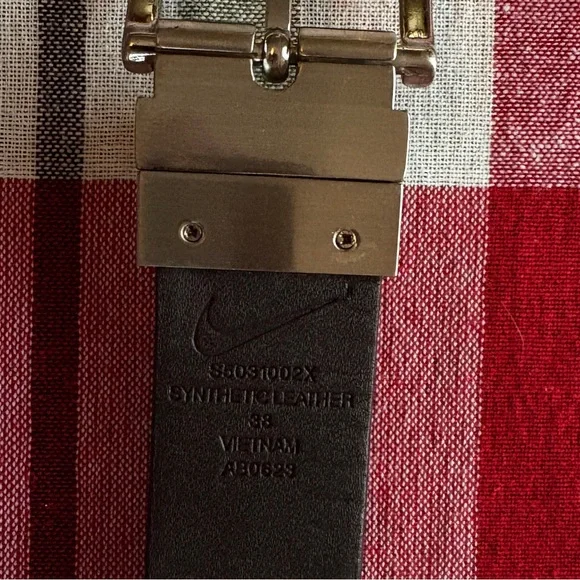 S5031002X
SYNTHETIC LEATHER
38
VIETNAM
AB0623